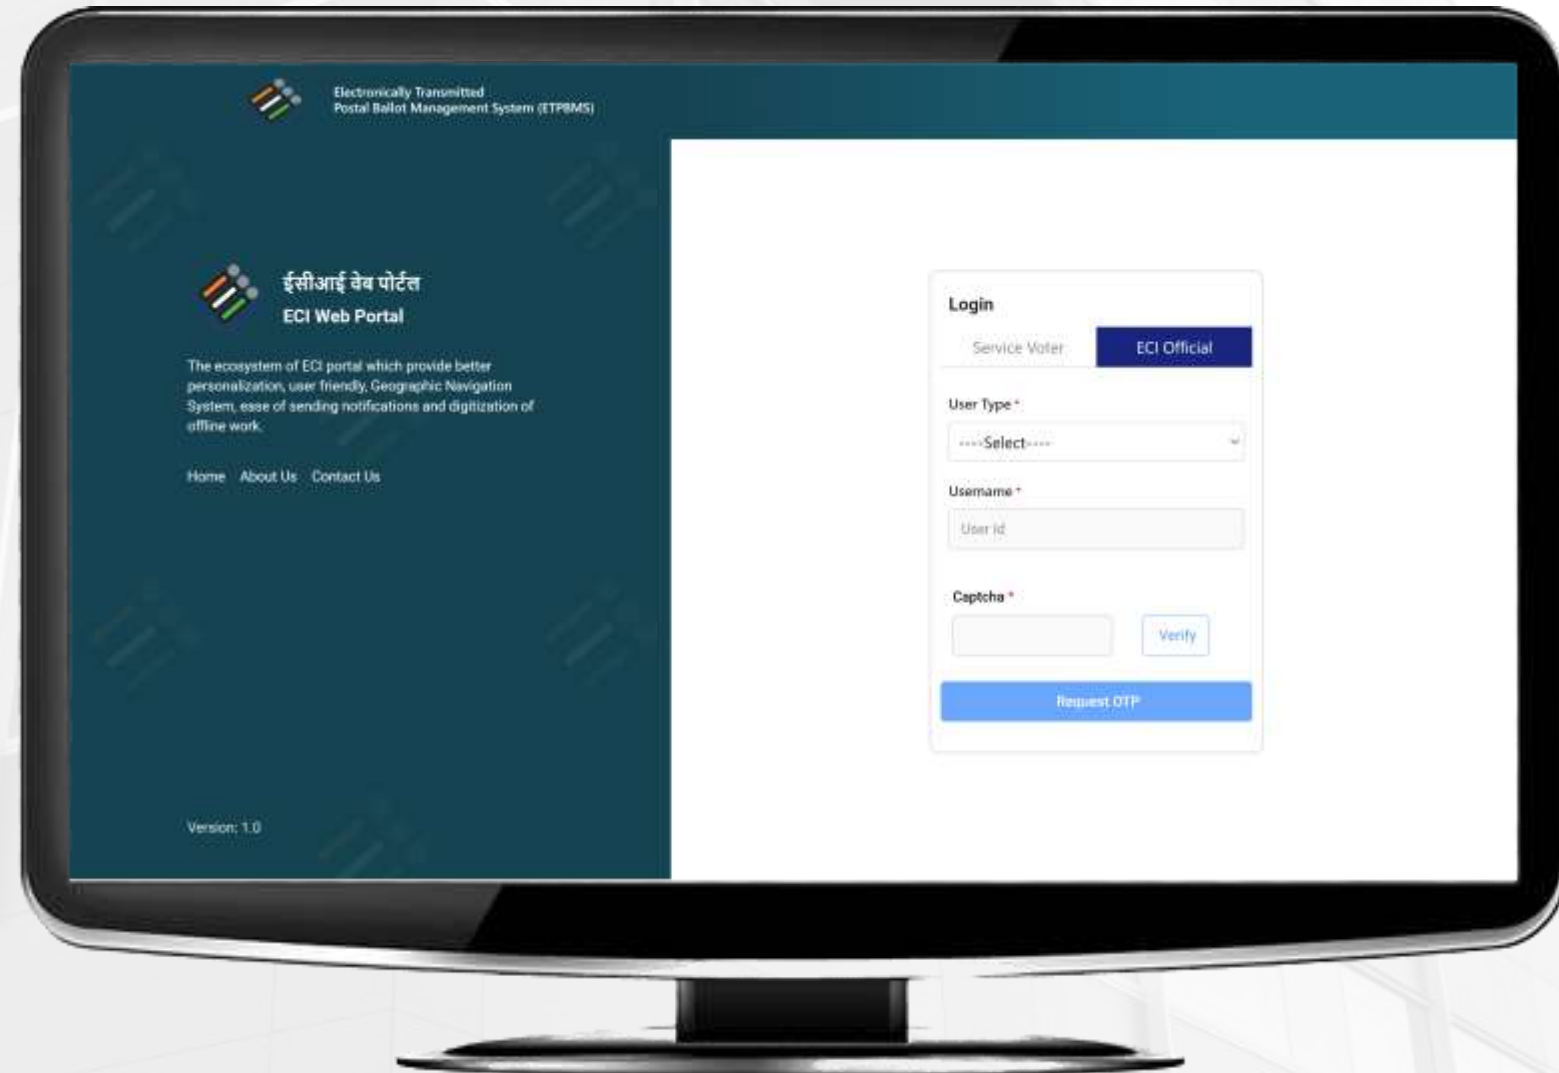 Electronically Transmitted
Postal Ballot Management System (ETPBMS)
ईसीआई वेब पोर्टल
ECI Web Portal
The ecosystem of ECI portal which provide better
personalization, user friendly, Geographic Navigation
System, ease of sending notifications and digitization of
offline work.
Home About Us Contact Us
Version: 1.0
Login
Service Voter ECI Official
User Type *
----Select----
Username *
User Id
Captcha *
Verify
Request OTP